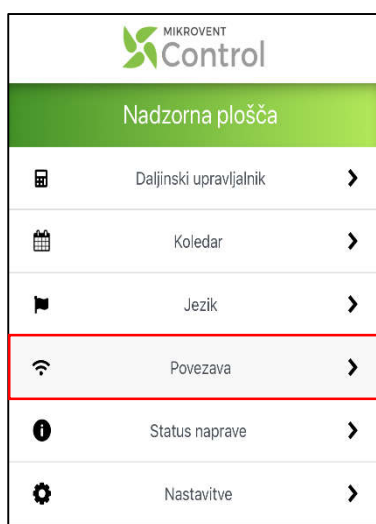 MIKROVENT
Control
Nadzorna plošča
Daljinski upravljalnik
Koledar
Jezik
Povezava
Status naprave
Nastavitve